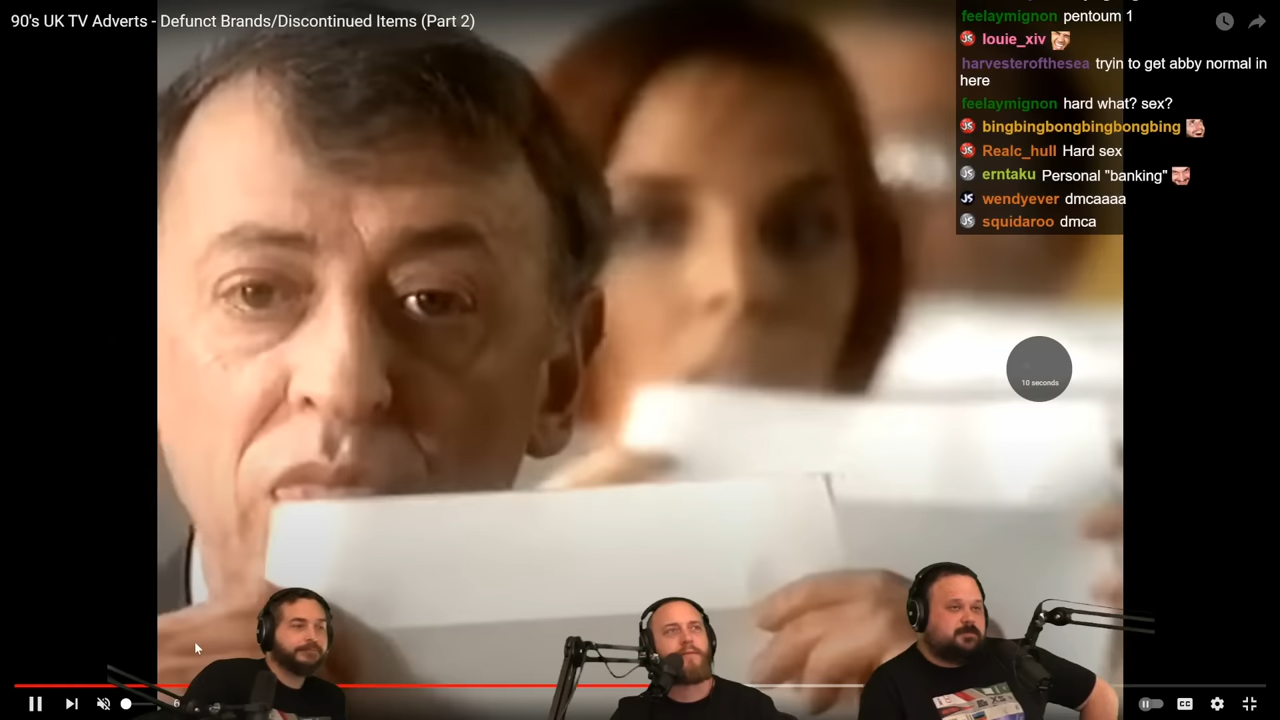 90's UK TV Adverts - Defunct Brands/Discontinued Items (Part 2)
feelaymignon pentoum 1
louie_xiv
harvesterofthesea tryin to get abby normal in
here
feelaymignon hard what? sex?
bingbingbongbingbongbing
Realc_hull Hard sex
erntaku Personal "banking"
wendyever dmcaaaa
squidaroo dmca
10 seconds